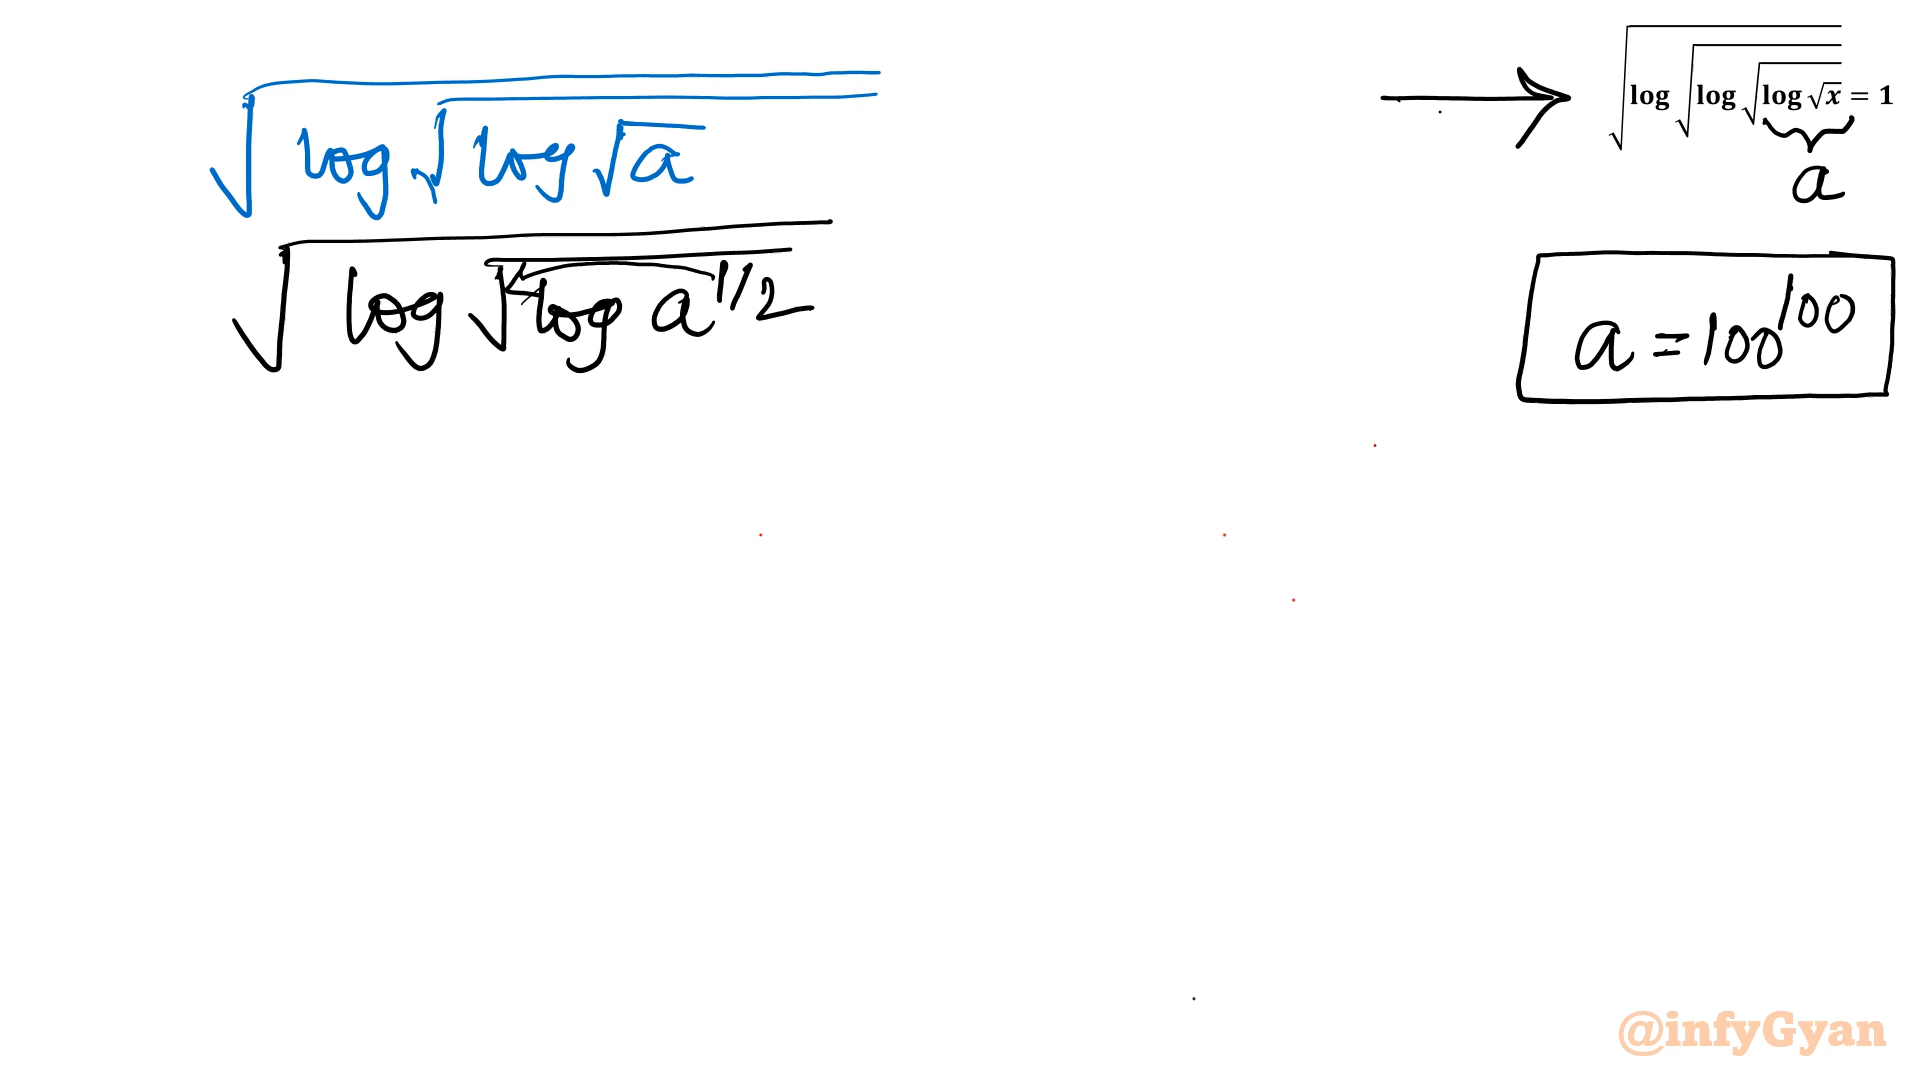 √(log √(log √a
√(log √(log a^1/2
√(log √(log √(log √x = 1
a
a = 100^100
@infyGyan